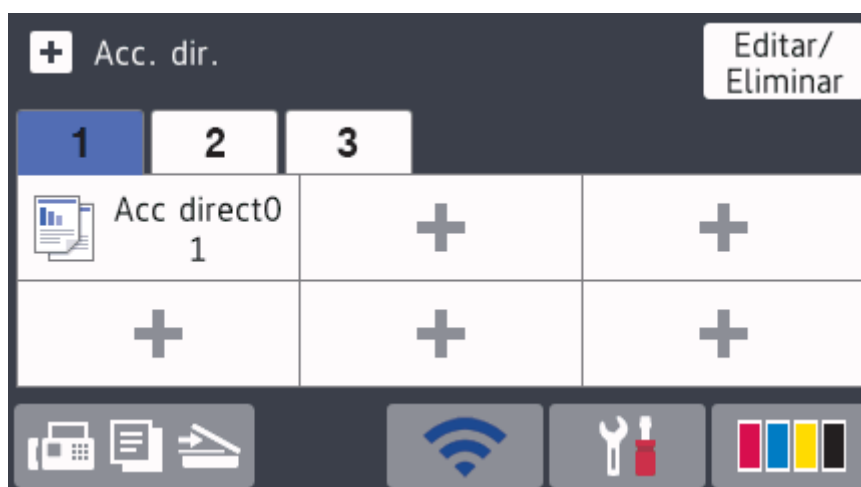 Acc. dir.
Editar/
Eliminar
1 2 3
Acc direct0
1